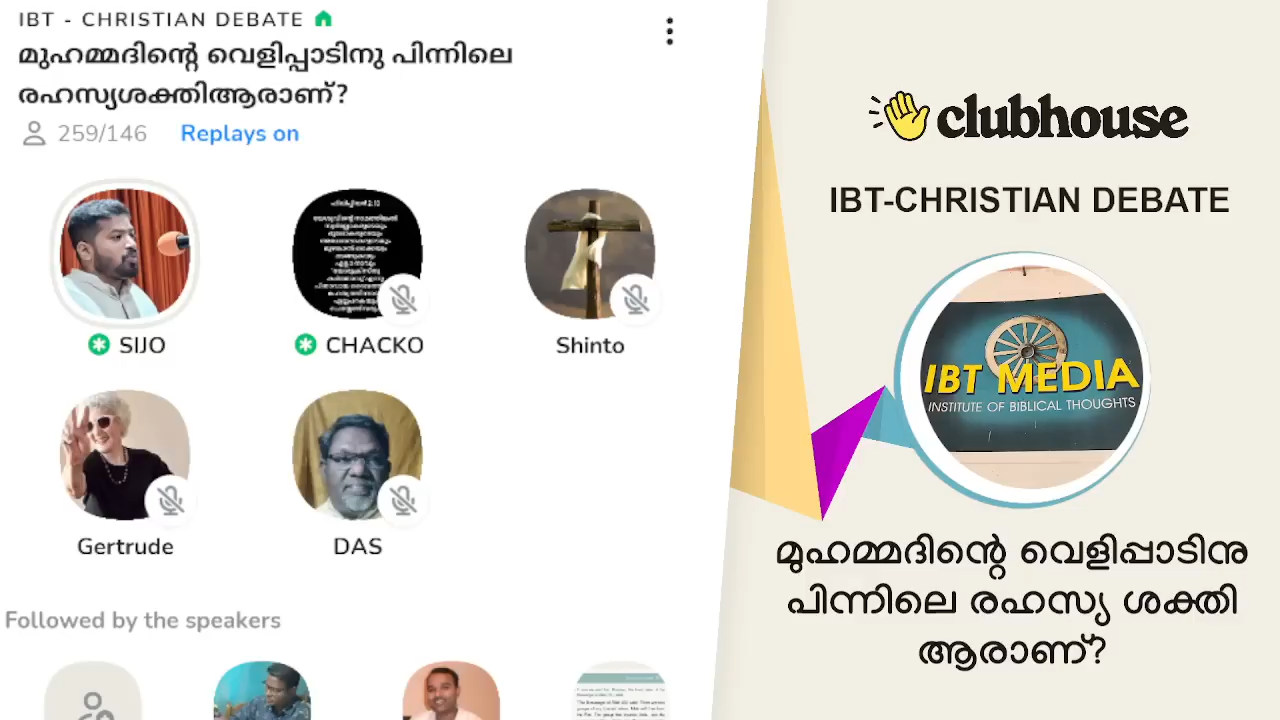 IBT - CHRISTIAN DEBATE
മുഹമ്മദിന്റെ വെളിപ്പാടിനു പിന്നിലെ
രഹസ്യശക്തിആരാണ്?
259/146 Replays on
SIJO
CHACKO
Shinto
Gertrude
DAS
Followed by the speakers
clubhouse
IBT-CHRISTIAN DEBATE
IBT MEDIA
INSTITUTE OF BIBLICAL THOUGHTS
മുഹമ്മദിന്റെ വെളിപ്പാടിനു
പിന്നിലെ രഹസ്യ ശക്തി
ആരാണ്?